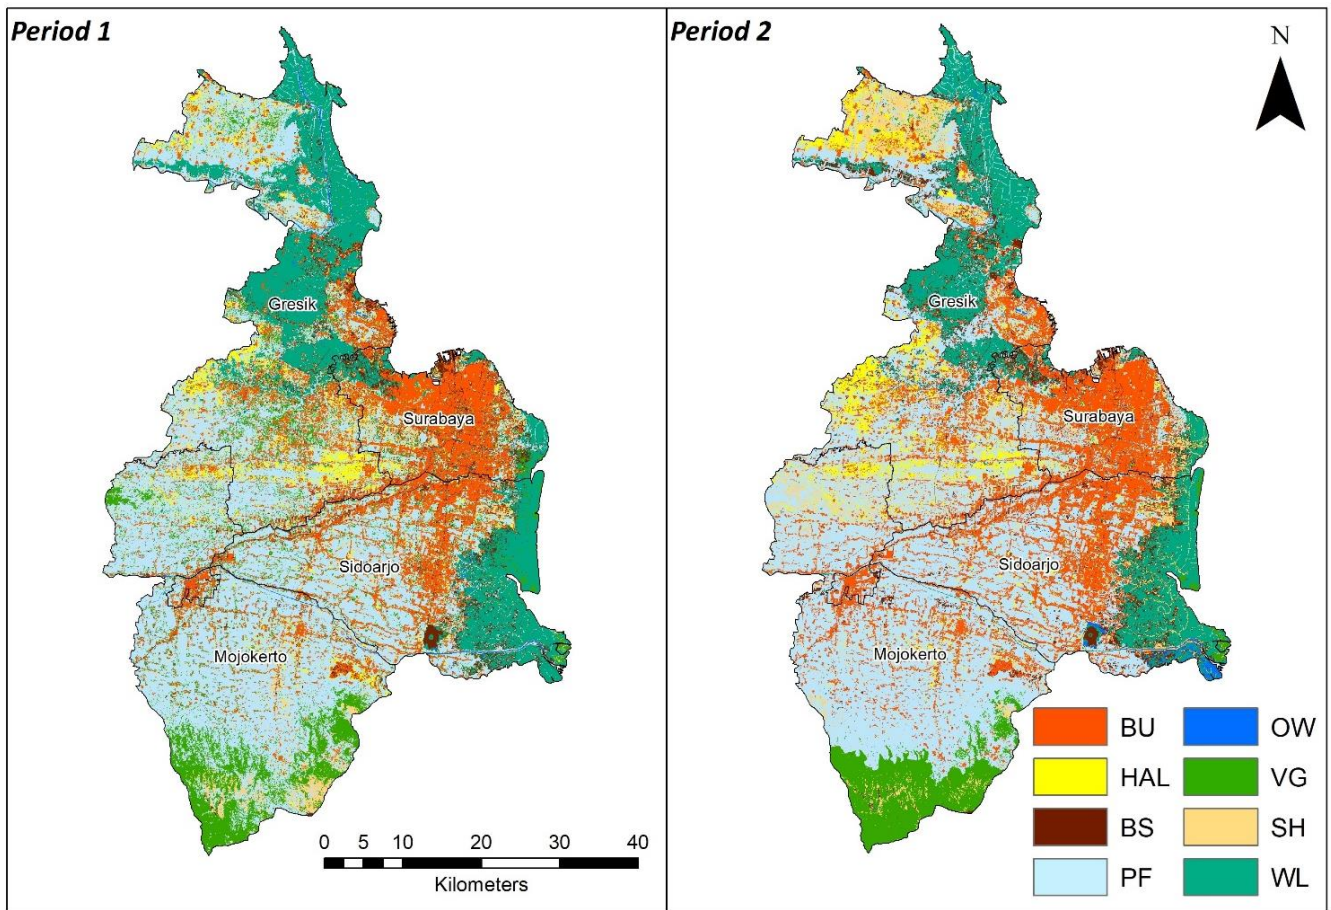 Period 1
Period 2
N
Gresik
Surabaya
Sidoarjo
Mojokerto
0 5 10 20 30 40
Kilometers
Gresik
Surabaya
Sidoarjo
Mojokerto
BU OW
HAL VG
BS SH
PF WL